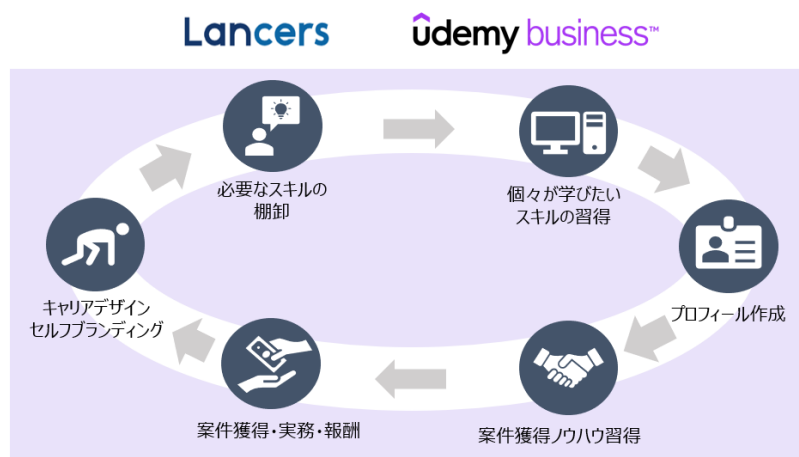 Lancers
ûdemy business™
必要なスキルの
棚卸
個々が学びたい
スキルの習得
キャリアデザイン
セルフブランディング
プロフィール作成
案件獲得・実務・報酬
案件獲得ノウハウ習得